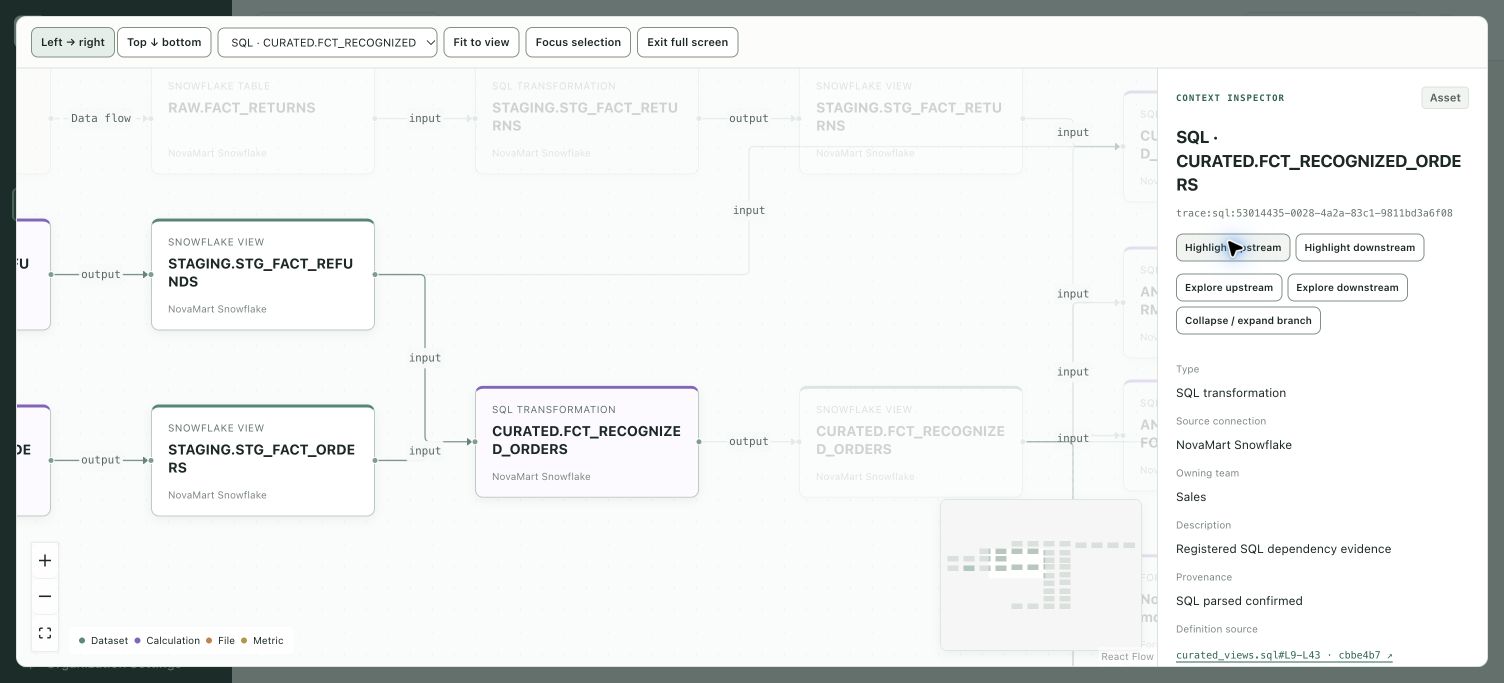 Left → right
Top ↓ bottom
SQL · CURATED.FCT_RECOGNIZED
Fit to view
Focus selection
Exit full screen
SNOWFLAKE TABLE
RAW.FACT_RETURNS
NovaMart Snowflake
SQL TRANSFORMATION
STAGING.STG_FACT_RETU
RNS
NovaMart Snowflake
SNOWFLAKE VIEW
STAGING.STG_FACT_RETU
RNS
NovaMart Snowflake
Data flow
input
output
input
input
SNOWFLAKE VIEW
STAGING.STG_FACT_REFU
NDS
NovaMart Snowflake
output
input
input
SNOWFLAKE VIEW
STAGING.STG_FACT_ORDE
RS
NovaMart Snowflake
output
input
SQL TRANSFORMATION
CURATED.FCT_RECOGNIZE
D_ORDERS
NovaMart Snowflake
output
SNOWFLAKE VIEW
CURATED.FCT_RECOGNIZE
D_ORDERS
NovaMart Snowflake
input
input
Dataset
Calculation
File
Metric
React Flow
CONTEXT INSPECTOR
Asset
SQL ·
CURATED.FCT_RECOGNIZED_ORDE
RS
trace:sql:53014435-0028-4a2a-83c1-9811bd3a6f08
Highlight upstream
Highlight downstream
Explore upstream
Explore downstream
Collapse / expand branch
Type
SQL transformation
Source connection
NovaMart Snowflake
Owning team
Sales
Description
Registered SQL dependency evidence
Provenance
SQL parsed confirmed
Definition source
curated_views.sql#L9-L43 · cbbe4b7 ↗